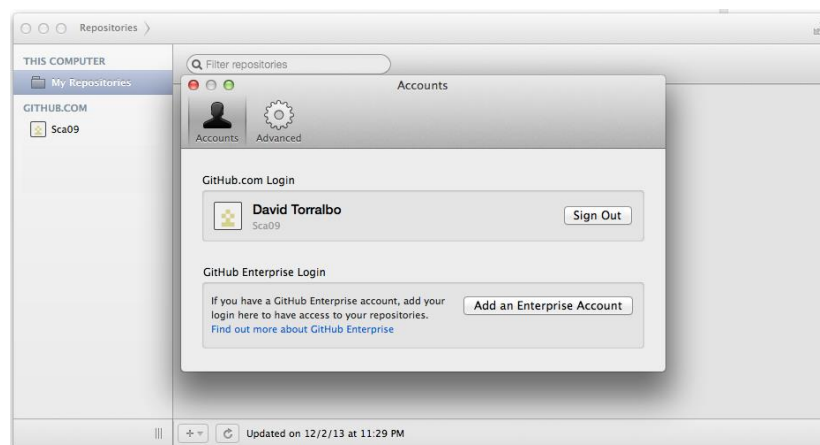 Repositories
THIS COMPUTER
My Repositories
GITHUB.COM
Sca09
Filter repositories
Accounts
Accounts
Advanced
GitHub.com Login
David Torralbo
Sca09
Sign Out
GitHub Enterprise Login
If you have a GitHub Enterprise account, add your
login here to have access to your repositories.
Find out more about GitHub Enterprise
Add an Enterprise Account
Updated on 12/2/13 at 11:29 PM